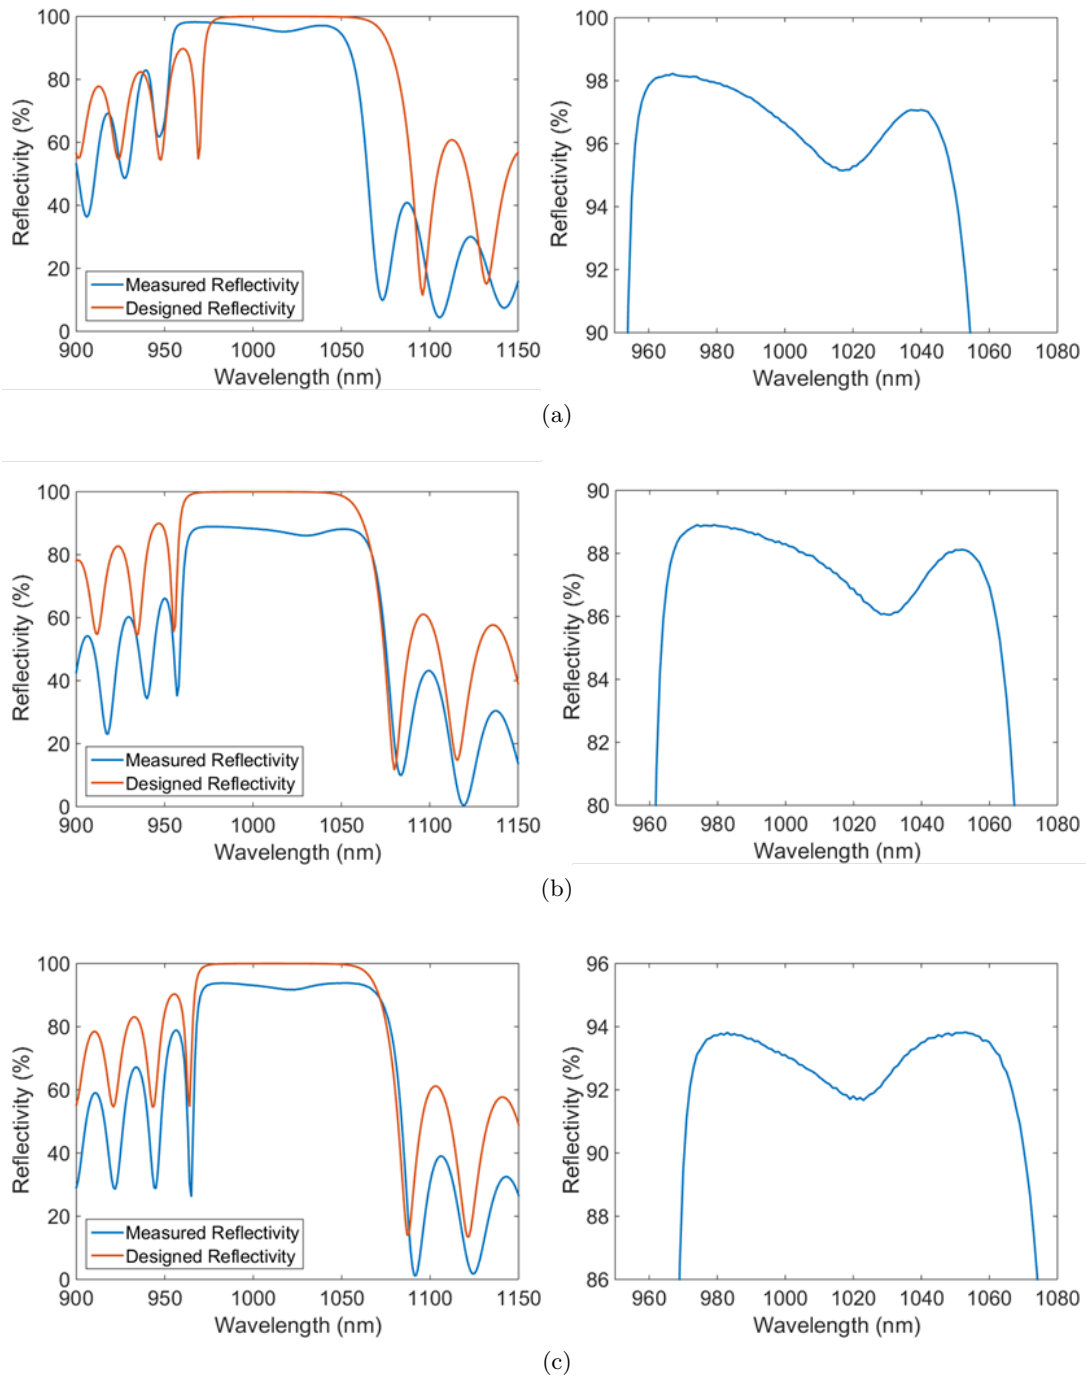 100
80
60
40
20
0
Reflectivity (%)
Measured Reflectivity
Designed Reflectivity
900 950 1000 1050 1100 1150
Wavelength (nm)
100
98
96
94
92
90
Reflectivity (%)
960 980 1000 1020 1040 1060 1080
Wavelength (nm)
(a)
100
80
60
40
20
0
Reflectivity (%)
Measured Reflectivity
Designed Reflectivity
900 950 1000 1050 1100 1150
Wavelength (nm)
90
88
86
84
82
80
Reflectivity (%)
960 980 1000 1020 1040 1060 1080
Wavelength (nm)
(b)
100
80
60
40
20
0
Reflectivity (%)
Measured Reflectivity
Designed Reflectivity
900 950 1000 1050 1100 1150
Wavelength (nm)
96
94
92
90
88
86
Reflectivity (%)
960 980 1000 1020 1040 1060 1080
Wavelength (nm)
(c)